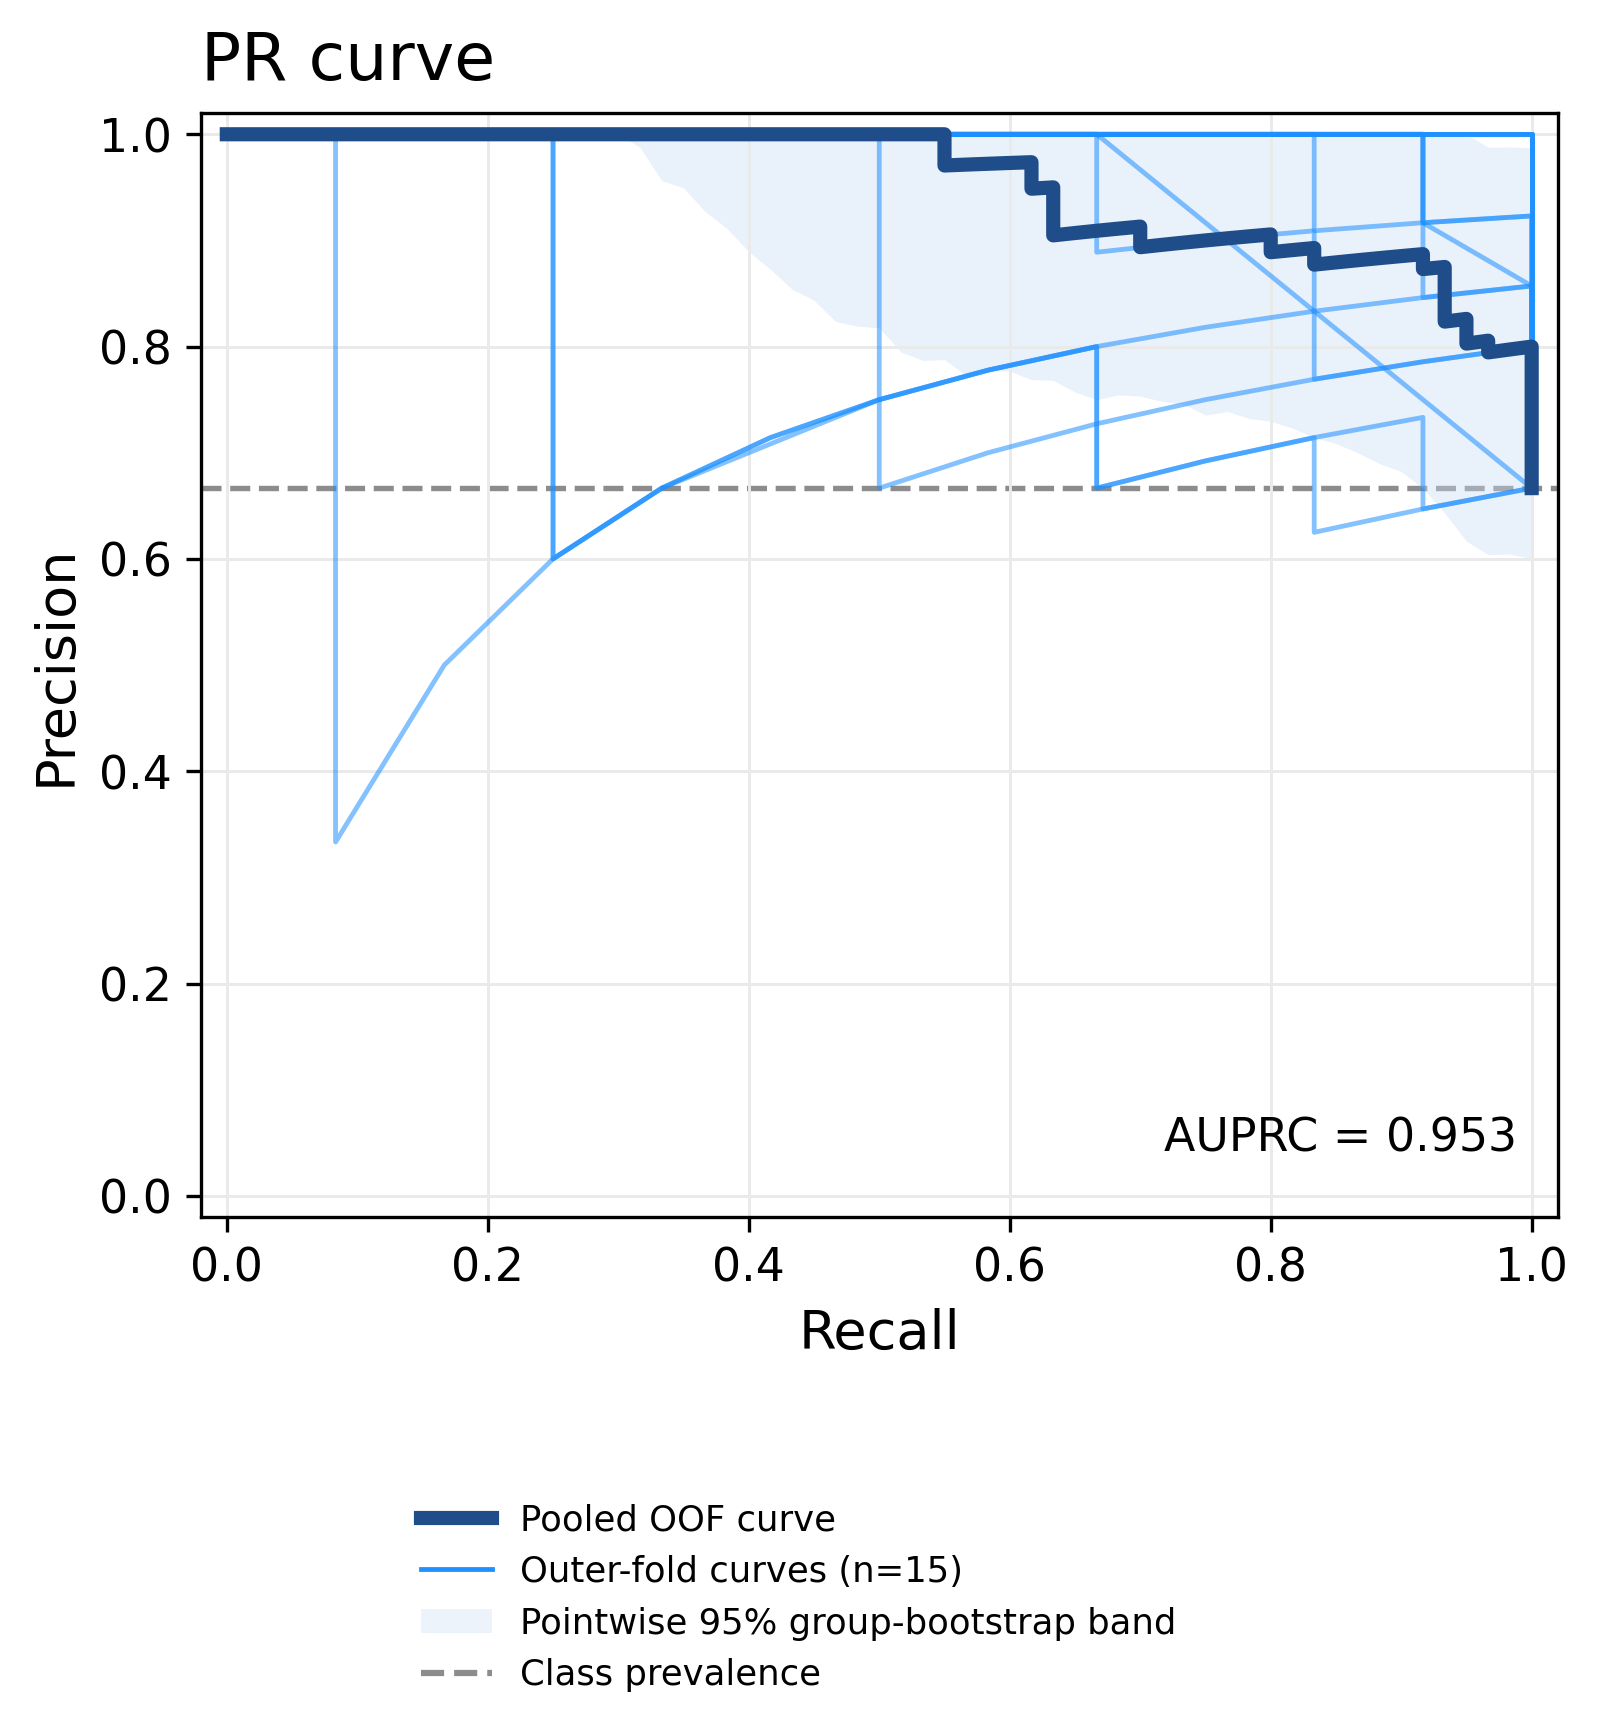 PR curve
1.0
0.8
0.6
0.4
0.2
0.0
Precision
AUPRC = 0.953
0.0 0.2 0.4 0.6 0.8 1.0
Recall
Pooled OOF curve
Outer-fold curves (n=15)
Pointwise 95% group-bootstrap band
Class prevalence